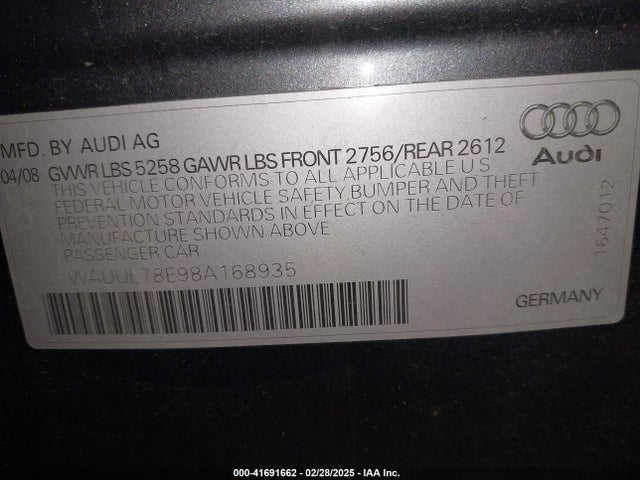 MFD. BY AUDI AG
04/08 GVWR LBS 5258 GAWR LBS FRONT 2756/REAR 2612
THIS VEHICLE CONFORMS TO ALL APPLICABLE U.S
FEDERAL MOTOR VEHICLE SAFETY,BUMPER AND THEFT
PREVENTION STANDARDS IN EFFECT ON THE DATE OF
MANUFACTURE SHOWN ABOVE
PASSENGER CAR
WAUUL78E98A168935
Audi
1647012
GERMANY
000-41691662 - 02/28/2025 - IAA Inc.